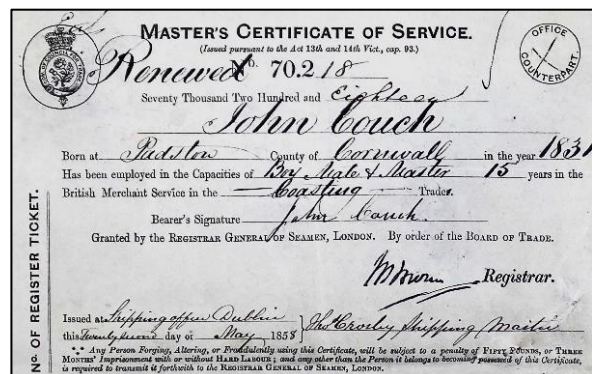 MASTER'S CERTIFICATE OF SERVICE.
(Issued pursuant to the Act 13th and 14th Vict., cap. 93.)
OFFICE
COUNTERPART.
Renewed No. 70.218
Seventy Thousand Two Hundred and Eighteen
John Couch
Born at Padstow County of Cornwall in the year 1831
Has been employed in the Capacities of Boy Mate & Master 15 years in the
British Merchant Service in the Coasting Trade.
Bearer's Signature John Couch.
Granted by the REGISTRAR GENERAL OF SEAMEN, LONDON. By order of the BOARD OF TRADE.
Registrar.
Issued at Shipping office Dublin
this Twenty second day of May 1858 Thos Crosby Shipping Master
*** Any Person Forging, Altering, or Fraudulently using this Certificate, will be subject to a penalty of FIFTY POUNDS, or THREE
MONTHS' Imprisonment with or without HARD LABOUR; and any other than the Person it belongs to becoming possessed of this Certificate,
is required to transmit it forthwith to the REGISTRAR GENERAL OF SEAMEN, LONDON.
No. OF REGISTER TICKET.